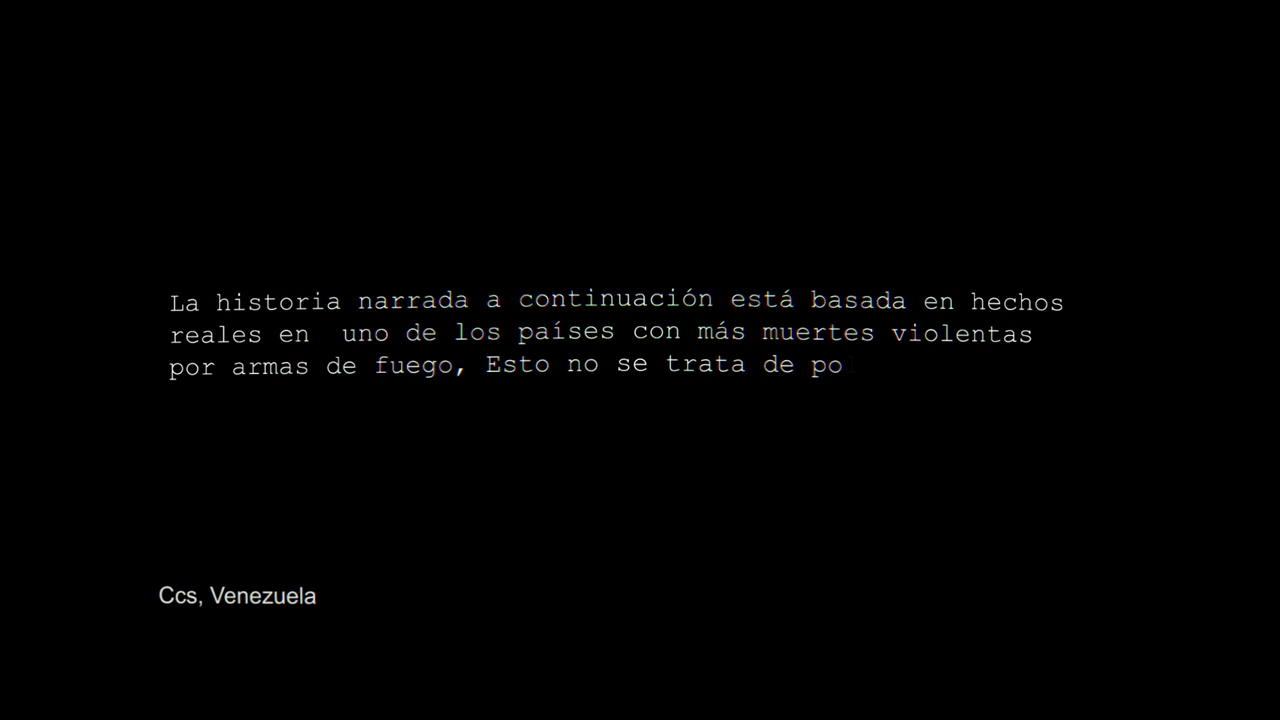 La historia narrada a continuación está basada en hechos
reales en uno de los países con más muertes violentas
por armas de fuego, Esto no se trata de po
Ccs, Venezuela